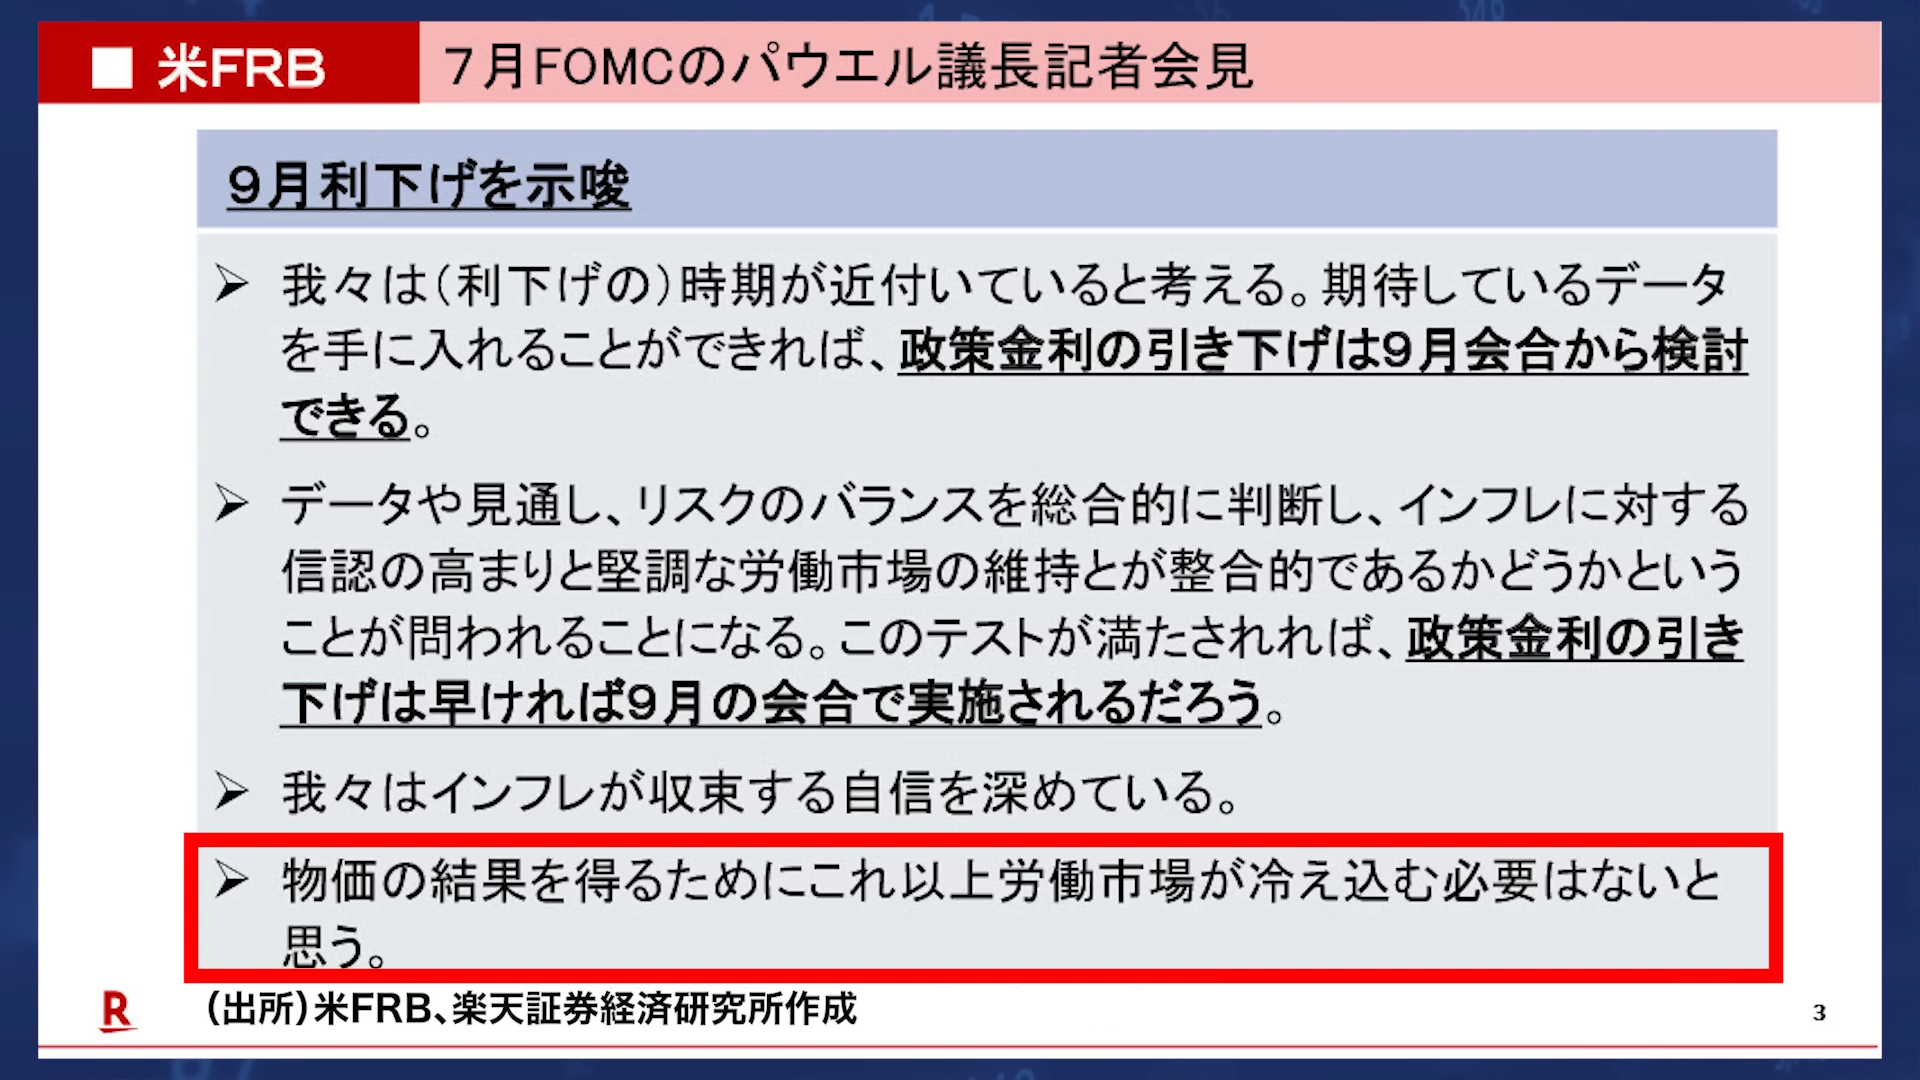 ■ 米FRB
７月FOMCのパウエル議長記者会見
９月利下げを示唆
➢ 我々は（利下げの）時期が近付いていると考える。期待しているデータ
を手に入れることができれば、政策金利の引き下げは９月会合から検討
できる。
➢ データや見通し、リスクのバランスを総合的に判断し、インフレに対する
信認の高まりと堅調な労働市場の維持とが整合的であるかどうかという
ことが問われることになる。このテストが満たされれば、政策金利の引き
下げは早ければ９月の会合で実施されるだろう。
➢ 我々はインフレが収束する自信を深めている。
➢ 物価の結果を得るためにこれ以上労働市場が冷え込む必要はないと
思う。
R
（出所）米FRB、楽天証券経済研究所作成
3